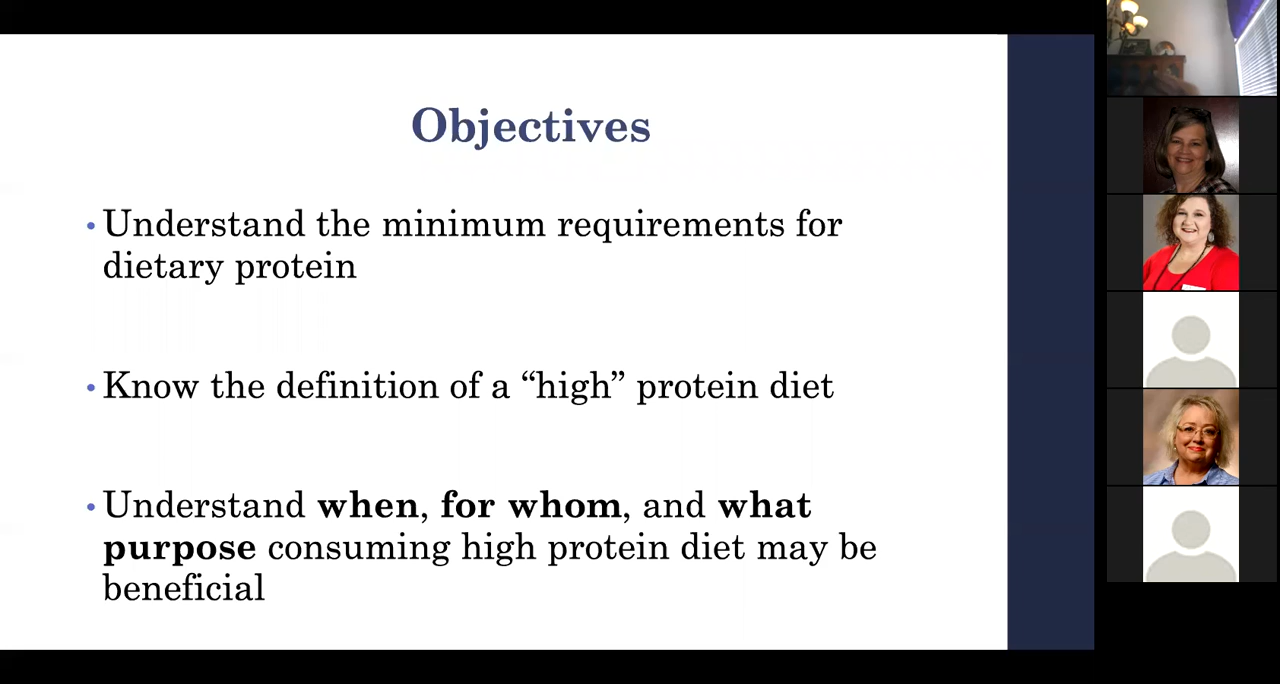 Objectives
• Understand the minimum requirements for
dietary protein
• Know the definition of a “high” protein diet
• Understand when, for whom, and what
purpose consuming high protein diet may be
beneficial